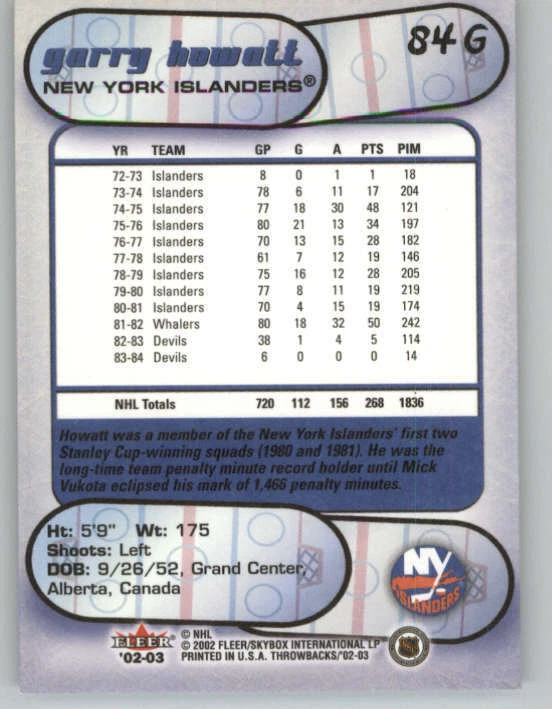 garry howatt
NEW YORK ISLANDERS®
84 G
YR TEAM GP G A PTS PIM
72-73 Islanders 8 0 1 1 18
73-74 Islanders 78 6 11 17 204
74-75 Islanders 77 18 30 48 121
75-76 Islanders 80 21 13 34 197
76-77 Islanders 70 13 15 28 182
77-78 Islanders 61 7 12 19 146
78-79 Islanders 75 16 12 28 205
79-80 Islanders 77 8 11 19 219
80-81 Islanders 70 4 15 19 174
81-82 Whalers 80 18 32 50 242
82-83 Devils 38 1 4 5 114
83-84 Devils 6 0 0 0 14
NHL Totals 720 112 156 268 1836
Howatt was a member of the New York Islanders' first two
Stanley Cup-winning squads (1980 and 1981). He was the
long-time team penalty minute record holder until Mick
Vukota eclipsed his mark of 1,466 penalty minutes.
Ht: 5'9" Wt: 175
Shoots: Left
DOB: 9/26/52, Grand Center,
Alberta, Canada
NY
ISLANDERS
FLEER
'02-03
© NHL
© 2002 FLEER/SKYBOX INTERNATIONAL LP
PRINTED IN U.S.A. THROWBACKS/'02-03
NHL